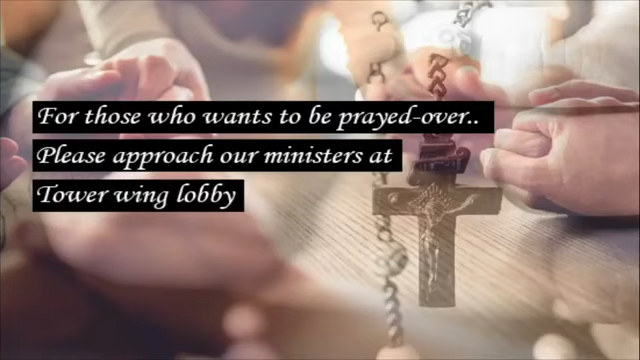 For those who wants to be prayed-over..
Please approach our ministers at
Tower wing lobby